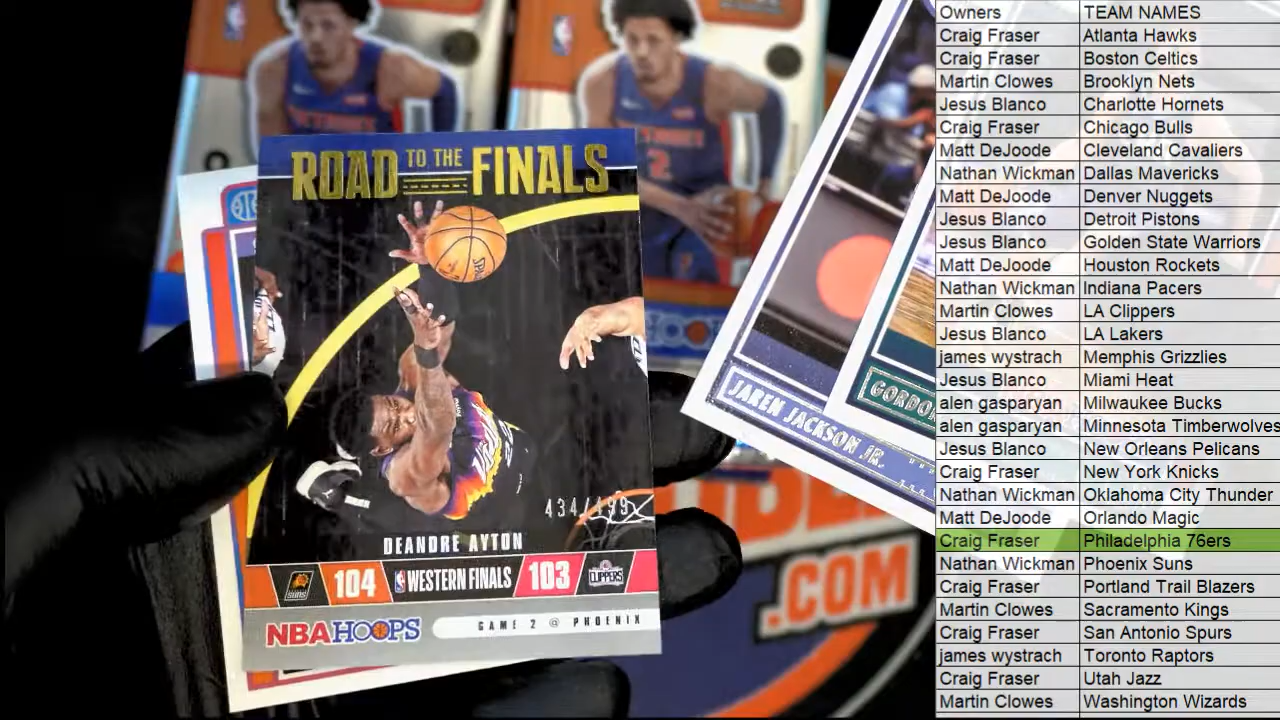 ROAD TO THE FINALS
434/499
DEANDRE AYTON
SUNS 104 WESTERN FINALS 103 CLIPPERS
NBA HOOPS GAME 2 @ PHOENIX
JAREN JACKSON JR.
GORDO
.COM
Owners TEAM NAMES
Craig Fraser Atlanta Hawks
Craig Fraser Boston Celtics
Martin Clowes Brooklyn Nets
Jesus Blanco Charlotte Hornets
Craig Fraser Chicago Bulls
Matt DeJoode Cleveland Cavaliers
Nathan Wickman Dallas Mavericks
Matt DeJoode Denver Nuggets
Jesus Blanco Detroit Pistons
Jesus Blanco Golden State Warriors
Matt DeJoode Houston Rockets
Nathan Wickman Indiana Pacers
Martin Clowes LA Clippers
Jesus Blanco LA Lakers
james wystrach Memphis Grizzlies
Jesus Blanco Miami Heat
alen gasparyan Milwaukee Bucks
alen gasparyan Minnesota Timberwolves
Jesus Blanco New Orleans Pelicans
Craig Fraser New York Knicks
Nathan Wickman Oklahoma City Thunder
Matt DeJoode Orlando Magic
Craig Fraser Philadelphia 76ers
Nathan Wickman Phoenix Suns
Craig Fraser Portland Trail Blazers
Martin Clowes Sacramento Kings
Craig Fraser San Antonio Spurs
james wystrach Toronto Raptors
Craig Fraser Utah Jazz
Martin Clowes Washington Wizards